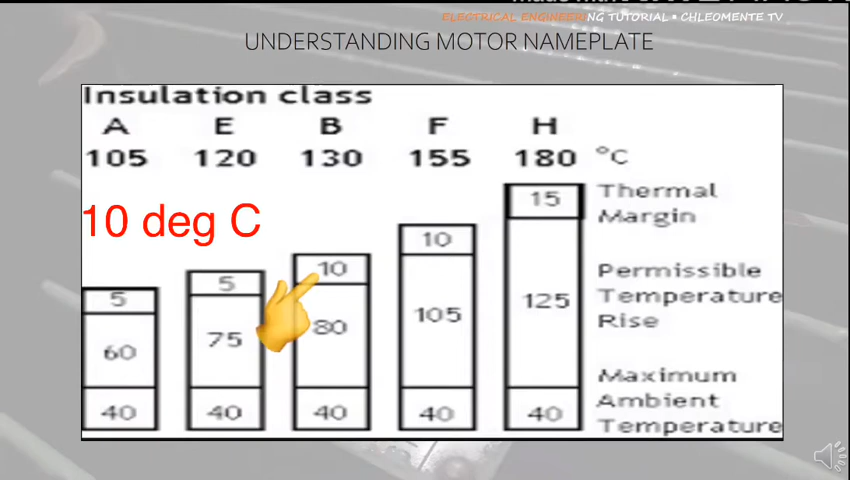 ELECTRICAL ENGINEERING TUTORIAL • CHLEOMENTE TV
UNDERSTANDING MOTOR NAMEPLATE
Insulation class
A E B F H
105 120 130 155 180 °C
10 deg C
5 5 10 10 15 Thermal Margin
60 75 80 105 125 Permissible Temperature Rise
40 40 40 40 40 Maximum Ambient Temperature